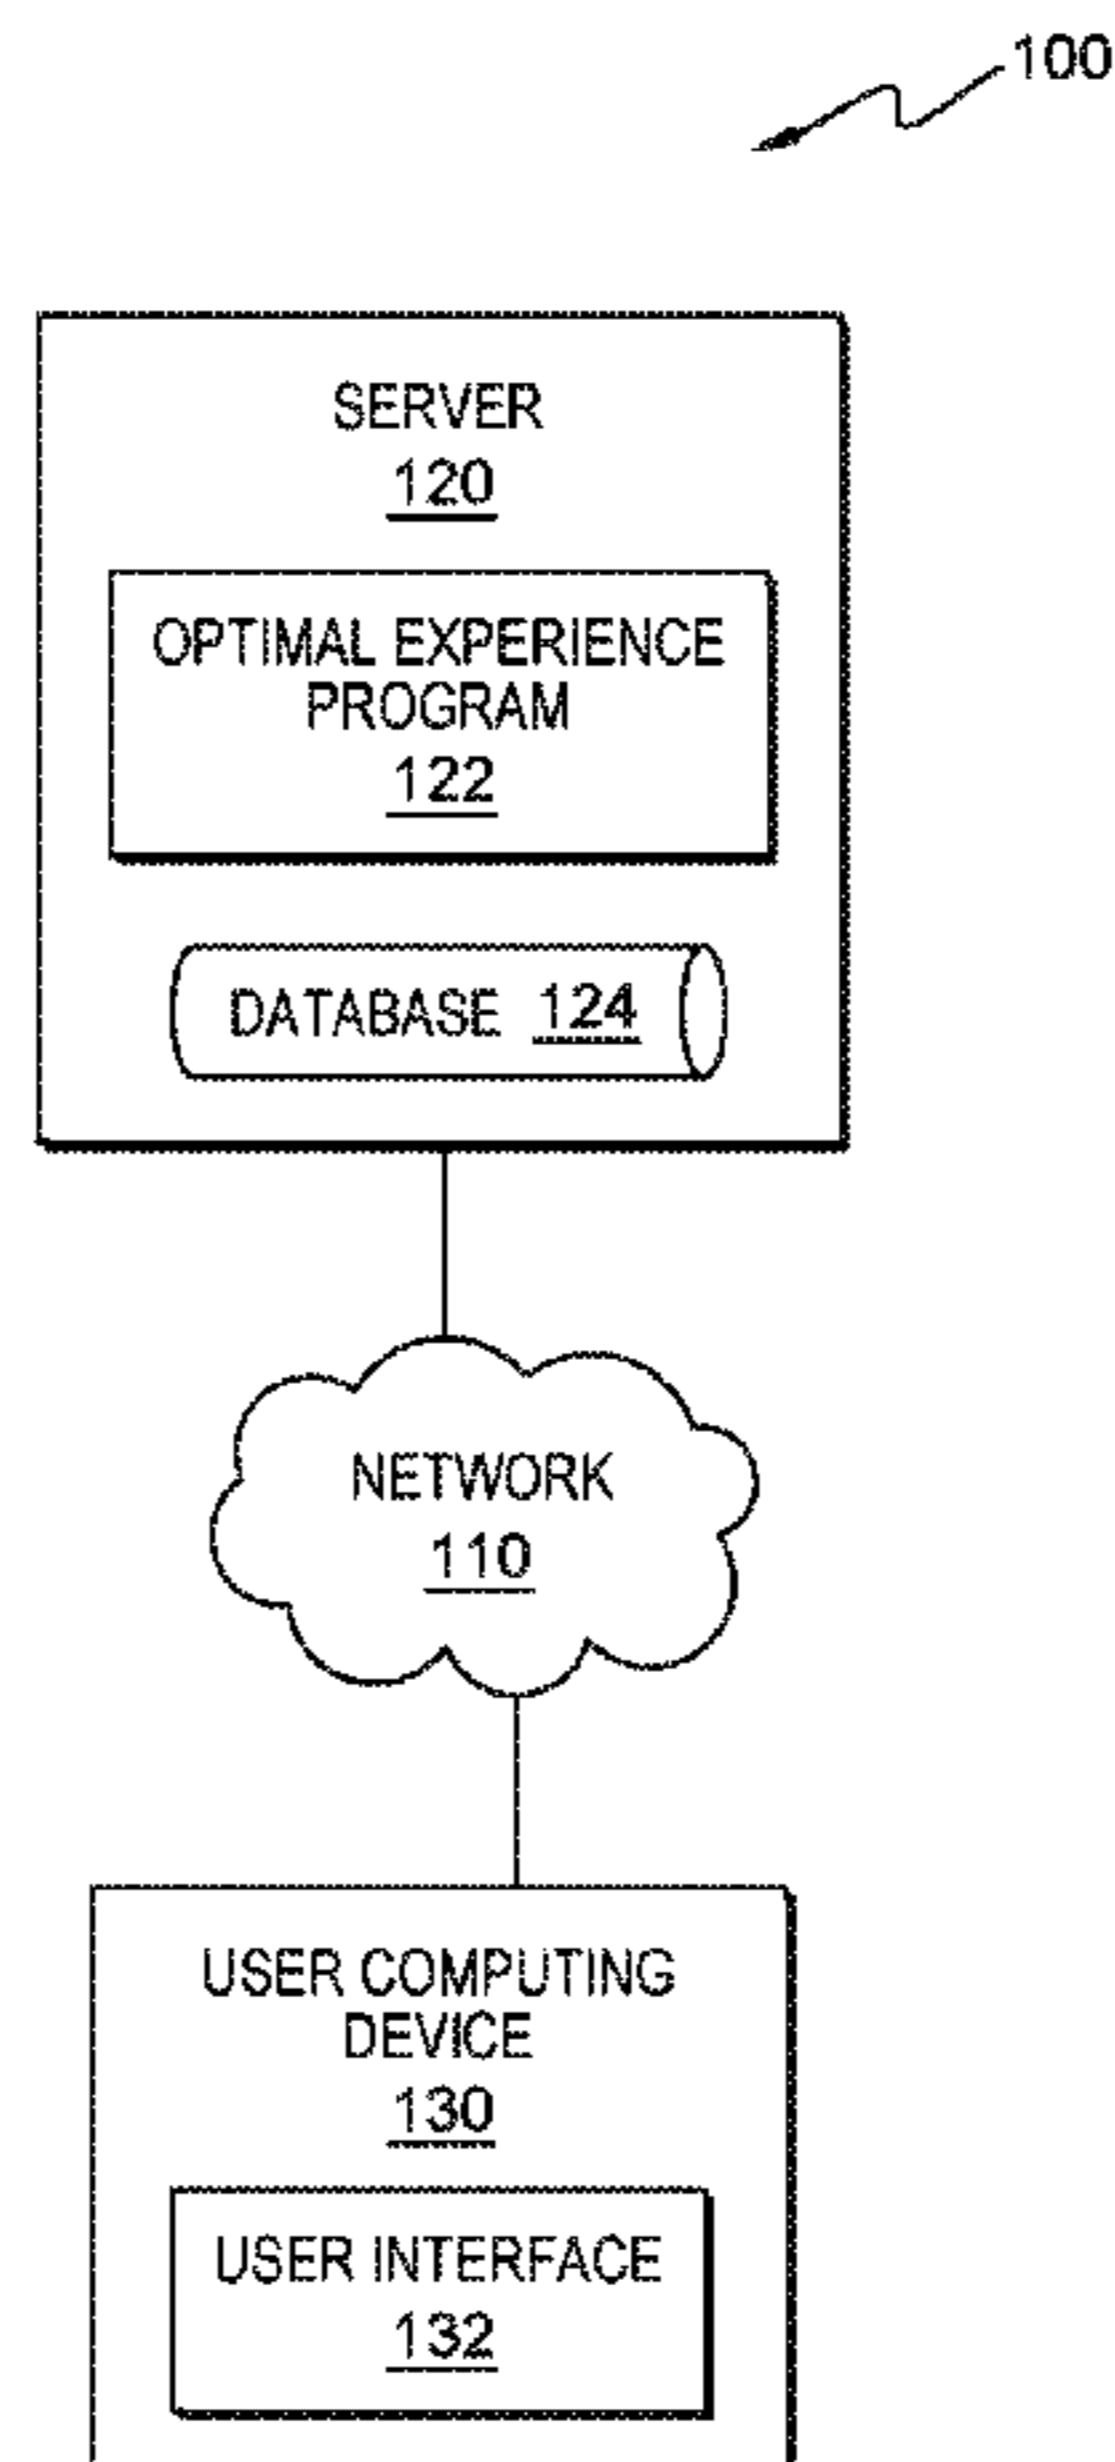 100
SERVER
120
OPTIMAL EXPERIENCE
PROGRAM
122
DATABASE 124
NETWORK
110
USER COMPUTING
DEVICE
130
USER INTERFACE
132